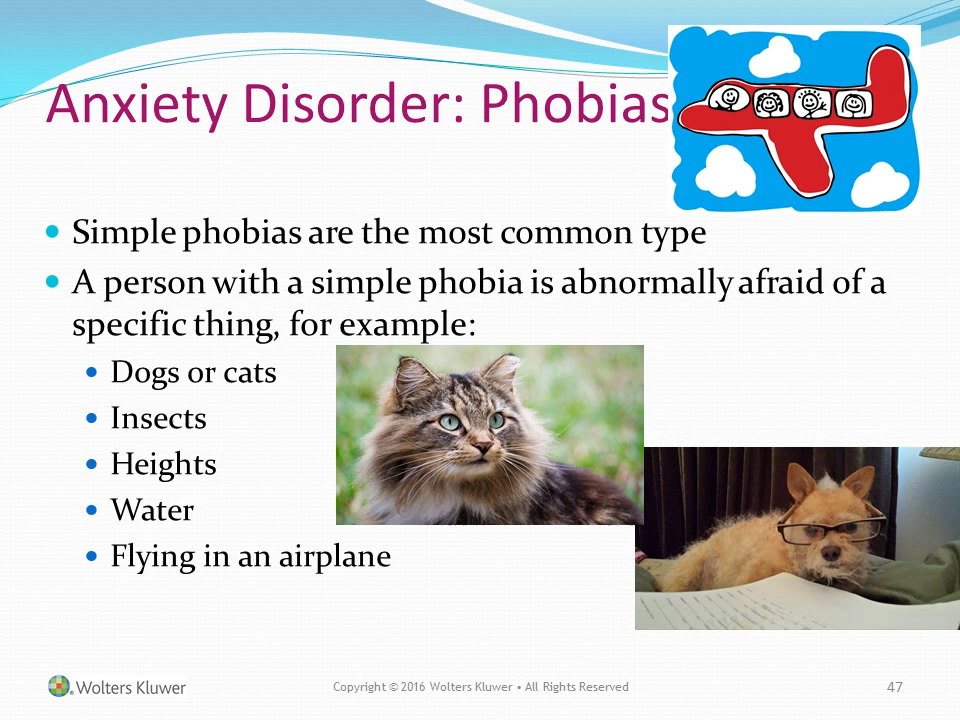 Anxiety Disorder: Phobias
Simple phobias are the most common type
A person with a simple phobia is abnormally afraid of a
specific thing, for example:
Dogs or cats
Insects
Heights
Water
Flying in an airplane
Wolters Kluwer
Copyright © 2016 Wolters Kluwer • All Rights Reserved
47